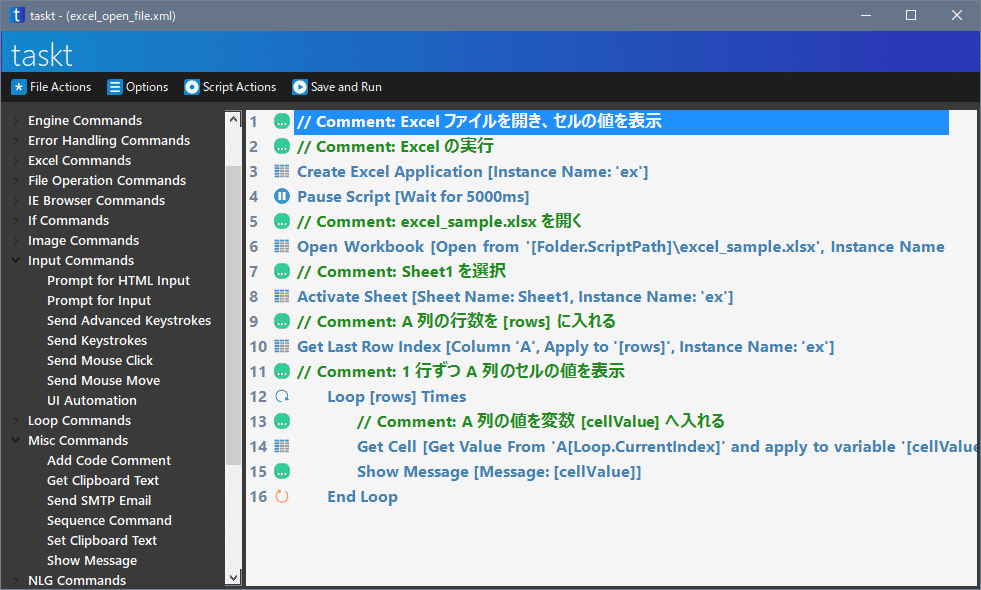 taskt - (excel_open_file.xml)
taskt
File Actions Options Script Actions Save and Run
Engine Commands
Error Handling Commands
Excel Commands
File Operation Commands
IE Browser Commands
If Commands
Image Commands
Input Commands
Prompt for HTML Input
Prompt for Input
Send Advanced Keystrokes
Send Keystrokes
Send Mouse Click
Send Mouse Move
UI Automation
Loop Commands
Misc Commands
Add Code Comment
Get Clipboard Text
Send SMTP Email
Sequence Command
Set Clipboard Text
Show Message
NLG Commands
1 // Comment: Excel ファイルを開き、セルの値を表示
2 // Comment: Excel の実行
3 Create Excel Application [Instance Name: 'ex']
4 Pause Script [Wait for 5000ms]
5 // Comment: excel_sample.xlsx を開く
6 Open Workbook [Open from '[Folder.ScriptPath]\excel_sample.xlsx', Instance Name
7 // Comment: Sheet1 を選択
8 Activate Sheet [Sheet Name: Sheet1, Instance Name: 'ex']
9 // Comment: A 列の行数を [rows] に入れる
10 Get Last Row Index [Column 'A', Apply to '[rows]', Instance Name: 'ex']
11 // Comment: 1 行ずつ A 列のセルの値を表示
12 Loop [rows] Times
13 // Comment: A 列の値を変数 [cellValue] へ入れる
14 Get Cell [Get Value From 'A[Loop.CurrentIndex]' and apply to variable '[cellValue
15 Show Message [Message: [cellValue]]
16 End Loop